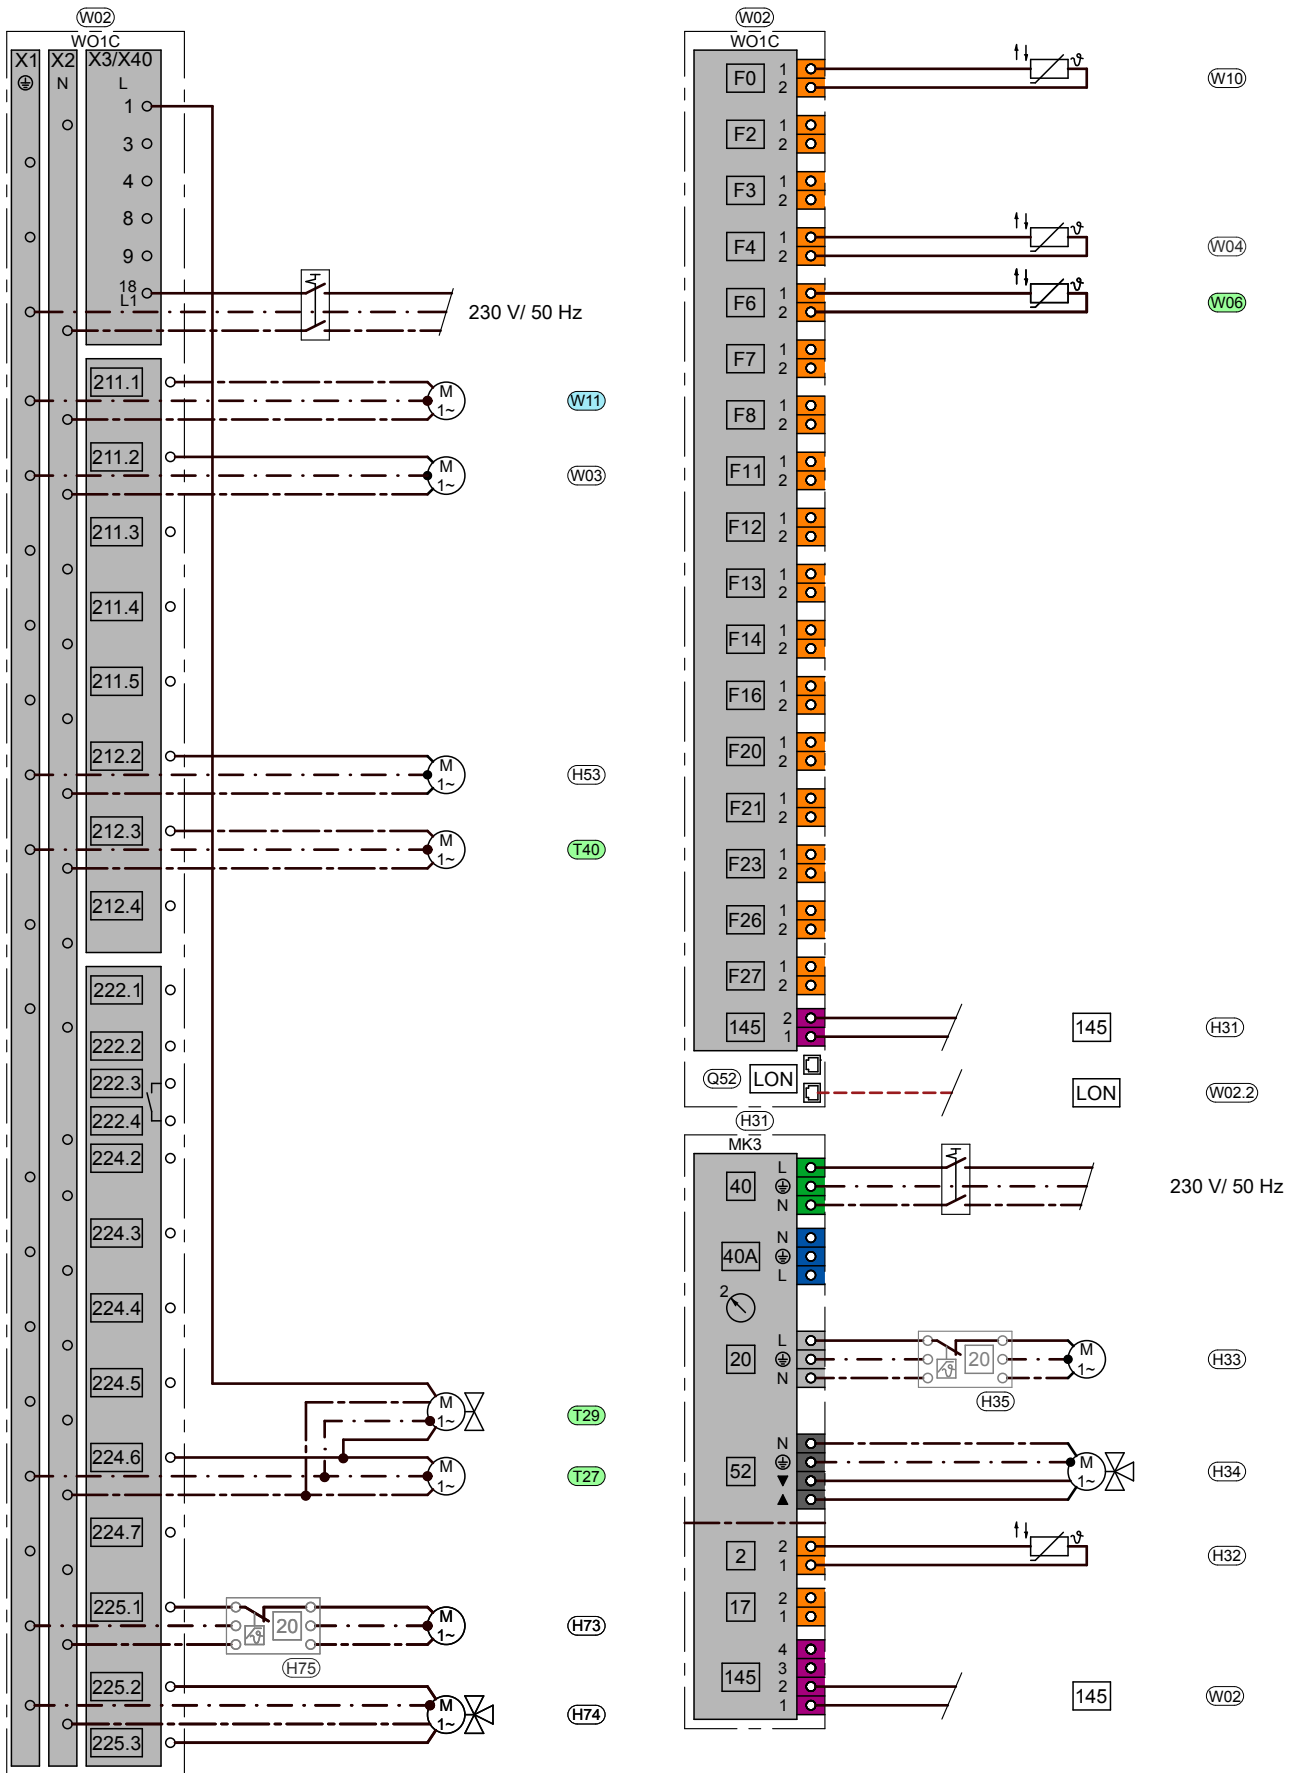 W02
WO1C
X1
X2
X3/X40
N
L
1
3
4
8
9
18
L1
230 V/ 50 Hz
211.1
M
1~
W11
211.2
M
1~
W03
211.3
211.4
211.5
212.2
M
1~
H53
212.3
M
1~
T40
212.4
222.1
222.2
222.3
222.4
224.2
224.3
224.4
224.5
M
1~
T29
224.6
M
1~
T27
224.7
225.1
20
ϑ
H75
M
1~
H73
225.2
M
1~
H74
225.3
W02
WO1C
F0
1
2
ϑ
W10
F2
1
2
F3
1
2
F4
1
2
ϑ
W04
F6
1
2
ϑ
W06
F7
1
2
F8
1
2
F11
1
2
F12
1
2
F13
1
2
F14
1
2
F16
1
2
F20
1
2
F21
1
2
F23
1
2
F26
1
2
F27
1
2
145
2
1
145
H31
Q52
LON
LON
W02.2
H31
MK3
40
L
N
230 V/ 50 Hz
40A
N
L
2
20
L
N
20
ϑ
H35
M
1~
H33
52
N
▼
▲
M
1~
H34
2
2
1
ϑ
H32
17
2
1
145
4
3
2
1
145
W02